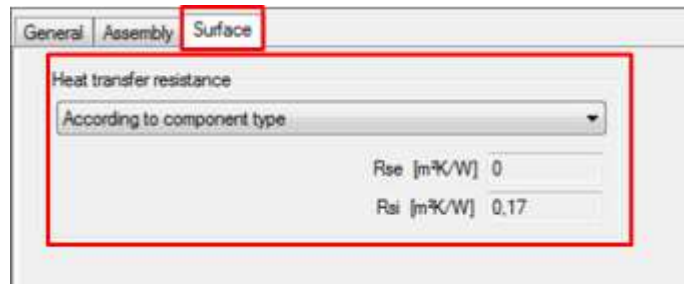 General Assembly Surface
Heat transfer resistance
According to component type
Rse [m²K/W] 0
Rsi [m²K/W] 0,17